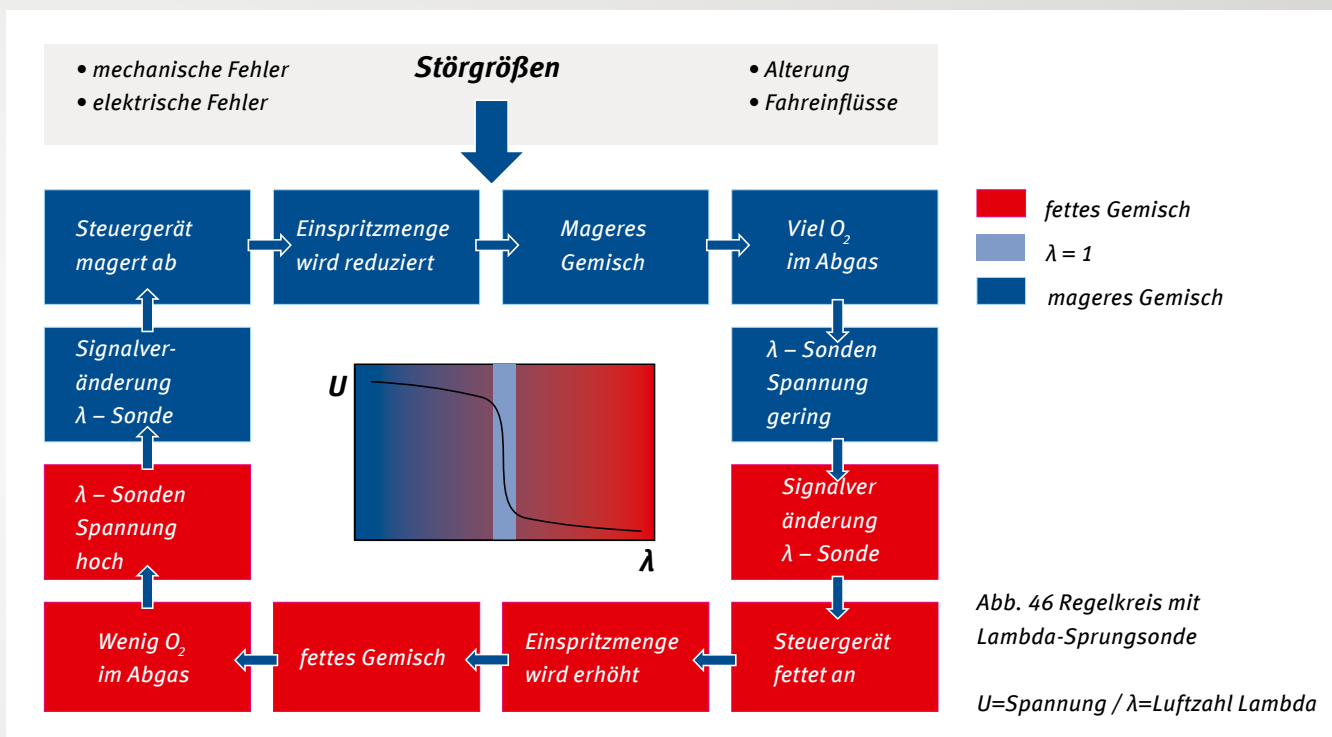 • mechanische Fehler
• elektrische Fehler
Störgrößen
• Alterung
• Fahreinflüsse
Steuergerät
magert ab
Einspritzmenge
wird reduziert
Mageres
Gemisch
Viel O₂
im Abgas
fettes Gemisch
λ = 1
mageres Gemisch
Signalver-
änderung
λ – Sonde
U
λ
λ – Sonden
Spannung
gering
λ – Sonden
Spannung
hoch
Signalver
änderung
λ – Sonde
Wenig O₂
im Abgas
fettes Gemisch
Einspritzmenge
wird erhöht
Steuergerät
fettet an
Abb. 46 Regelkreis mit
Lambda-Sprungsonde
U=Spannung / λ=Luftzahl Lambda